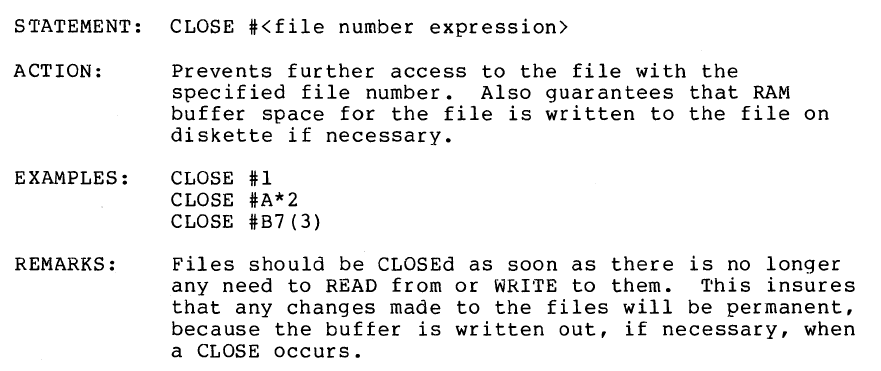 STATEMENT: CLOSE #<file number expression>
ACTION: Prevents further access to the file with the
specified file number. Also guarantees that RAM
buffer space for the file is written to the file on
diskette if necessary.
EXAMPLES: CLOSE #1
CLOSE #A*2
CLOSE #B7(3)
REMARKS: Files should be CLOSEd as soon as there is no longer
any need to READ from or WRITE to them. This insures
that any changes made to the files will be permanent,
because the buffer is written out, if necessary, when
a CLOSE occurs.